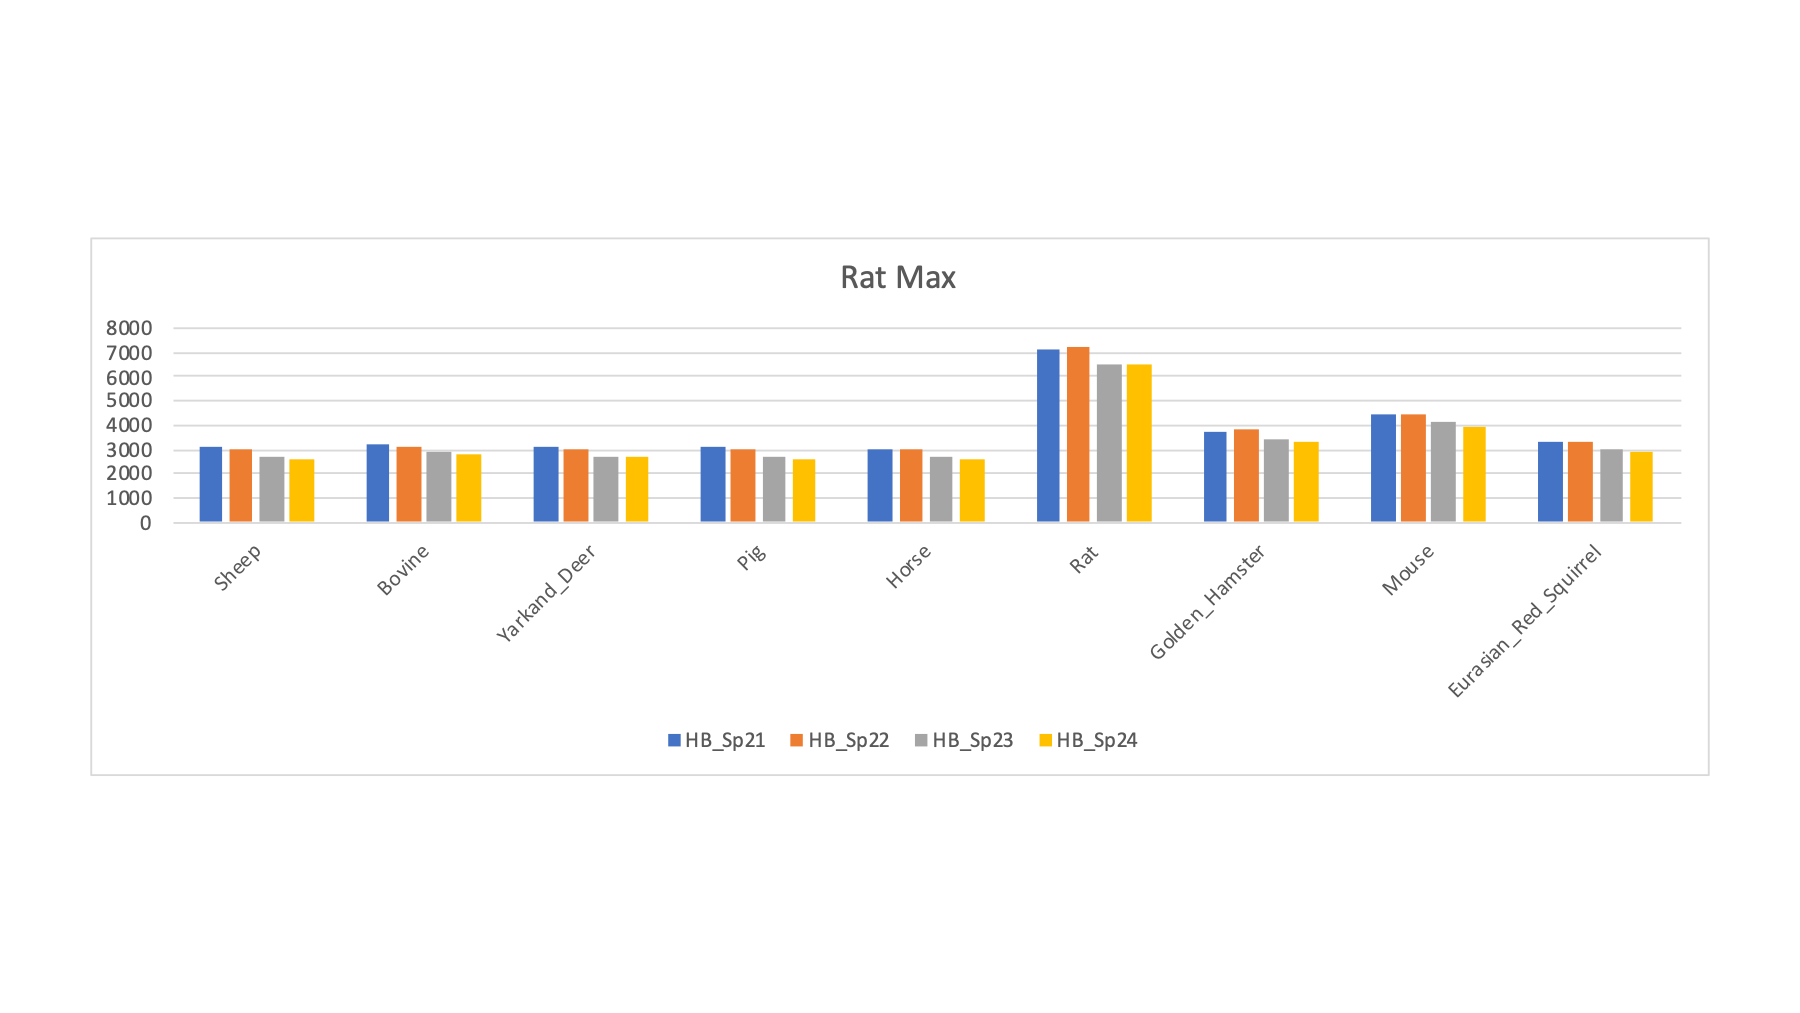 Rat Max
8000
7000
6000
5000
4000
3000
2000
1000
0
Sheep
Bovine
Yarkand_Deer
Pig
Horse
Rat
Golden_Hamster
Mouse
Eurasian_Red_Squirrel
HB_Sp21 HB_Sp22 HB_Sp23 HB_Sp24